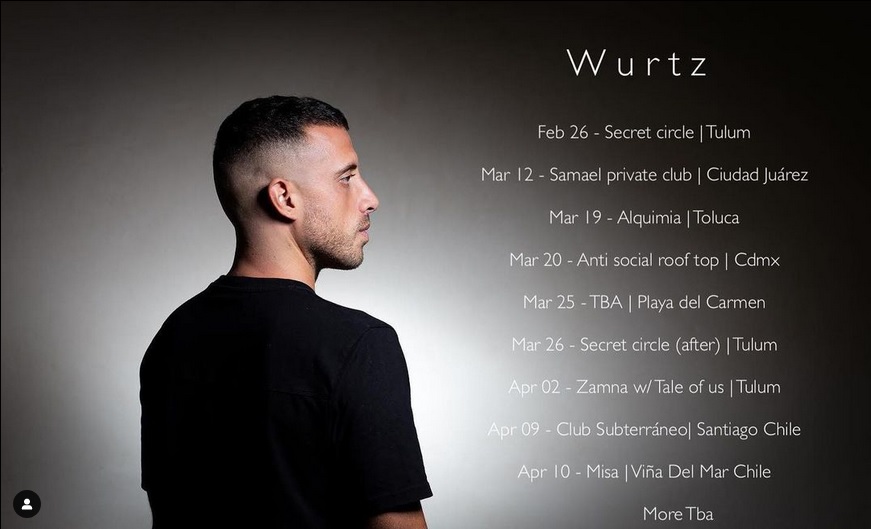 Wurtz
Feb 26 - Secret circle | Tulum
Mar 12 - Samael private club | Ciudad Juárez
Mar 19 - Alquimia | Toluca
Mar 20 - Anti social roof top | Cdmx
Mar 25 - TBA | Playa del Carmen
Mar 26 - Secret circle (after) | Tulum
Apr 02 - Zamna w/ Tale of us | Tulum
Apr 09 - Club Subterráneo| Santiago Chile
Apr 10 - Misa | Viña Del Mar Chile
More Tba